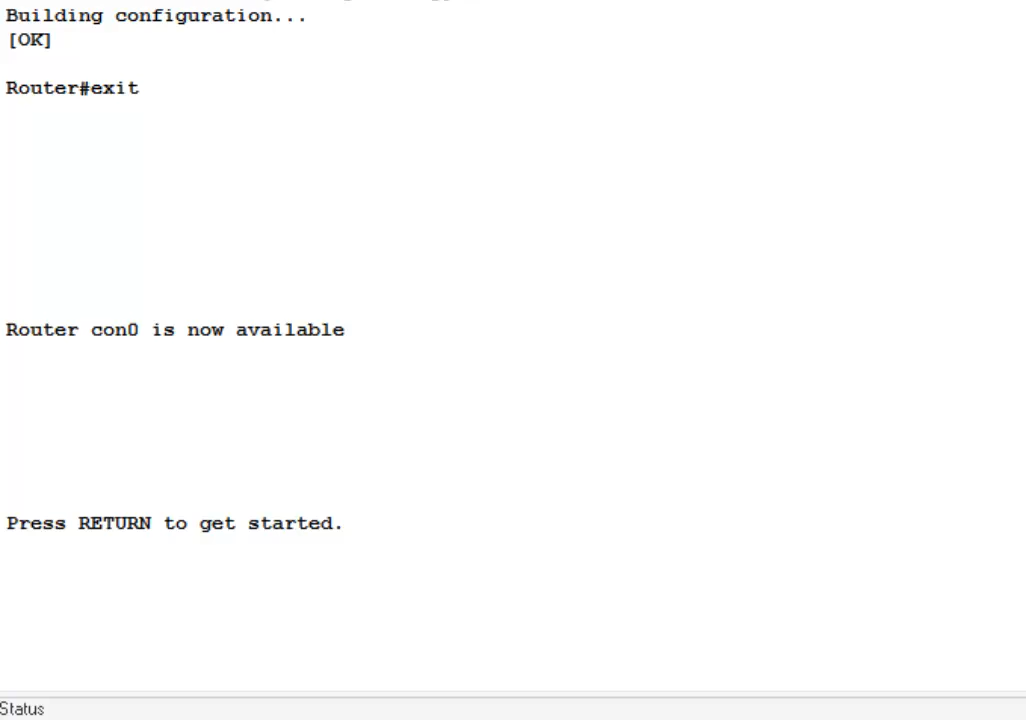 Building configuration...
[OK]
Router#exit
Router con0 is now available
Press RETURN to get started.
Status